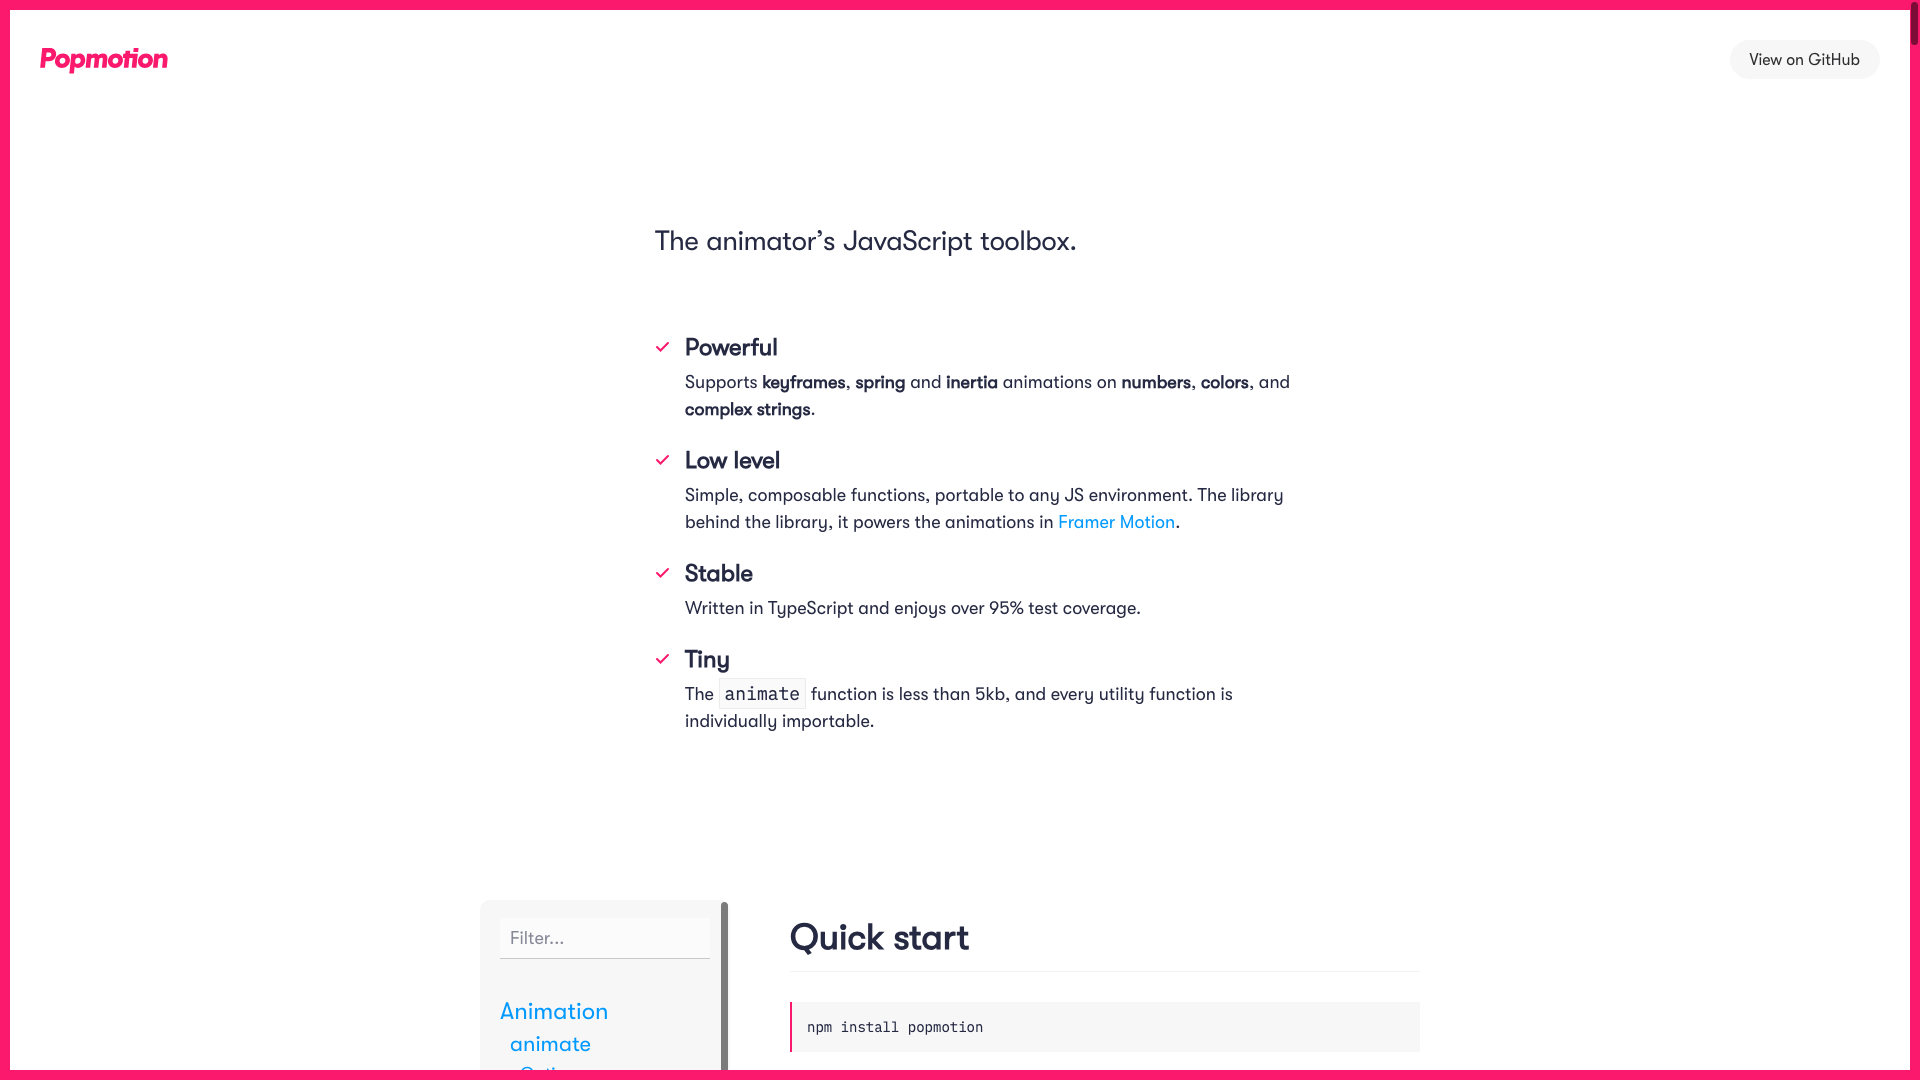 Popmotion
View on GitHub
The animator’s JavaScript toolbox.
Powerful
Supports keyframes, spring and inertia animations on numbers, colors, and
complex strings.
Low level
Simple, composable functions, portable to any JS environment. The library
behind the library, it powers the animations in Framer Motion.
Stable
Written in TypeScript and enjoys over 95% test coverage.
Tiny
The animate function is less than 5kb, and every utility function is
individually importable.
Filter...
Quick start
Animation
npm install popmotion
animate